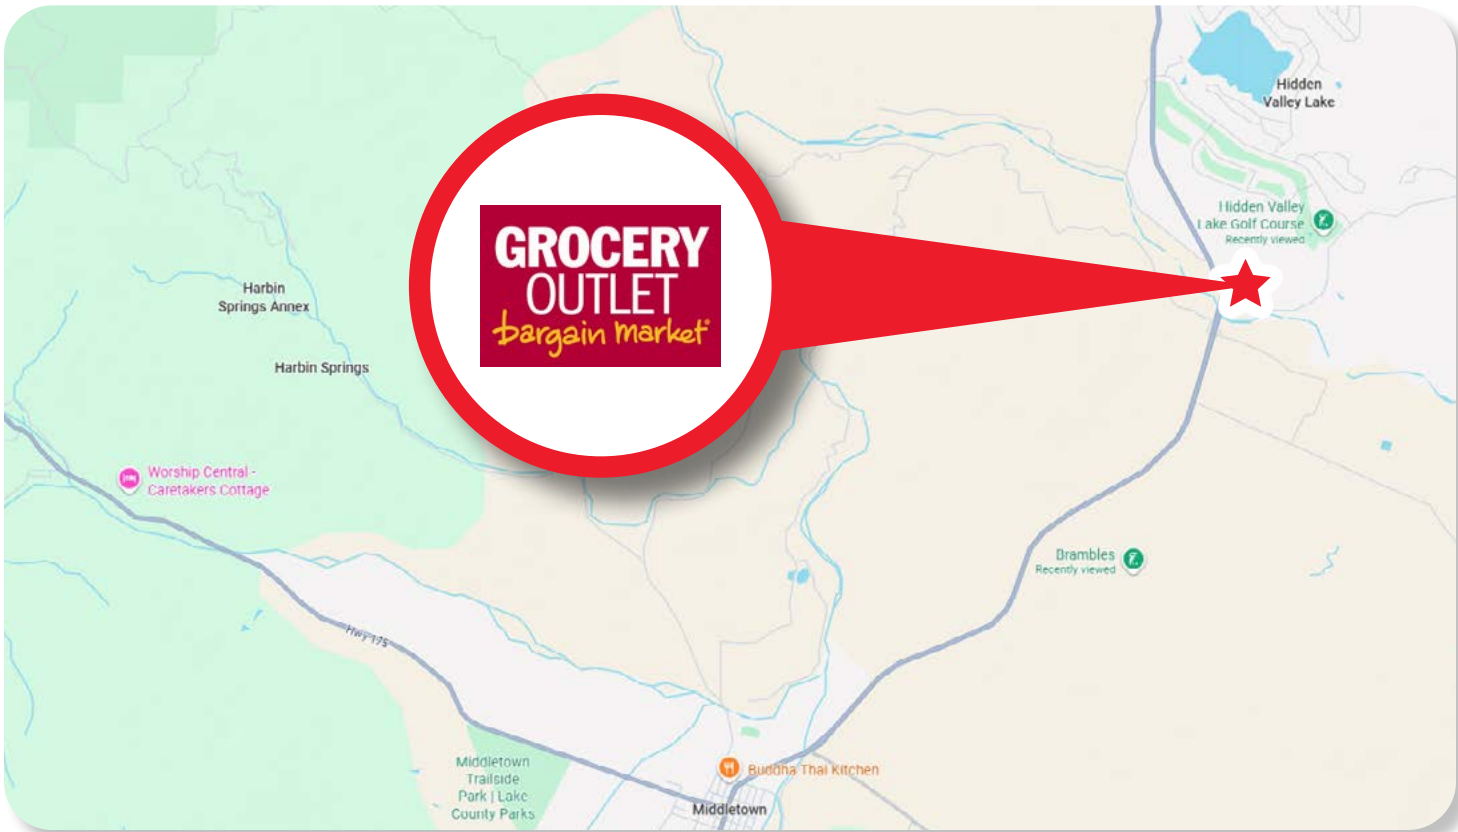 Hidden
Valley Lake
Hidden Valley
Lake Golf Course
Recently viewed
GROCERY
OUTLET
bargain market
Harbin
Springs Annex
Harbin Springs
Worship Central -
Caretakers Cottage
Brambles
Recently viewed
Hwy 175
Middletown
Trailside
Park | Lake
County Parks
Buddha Thai Kitchen
Middletown